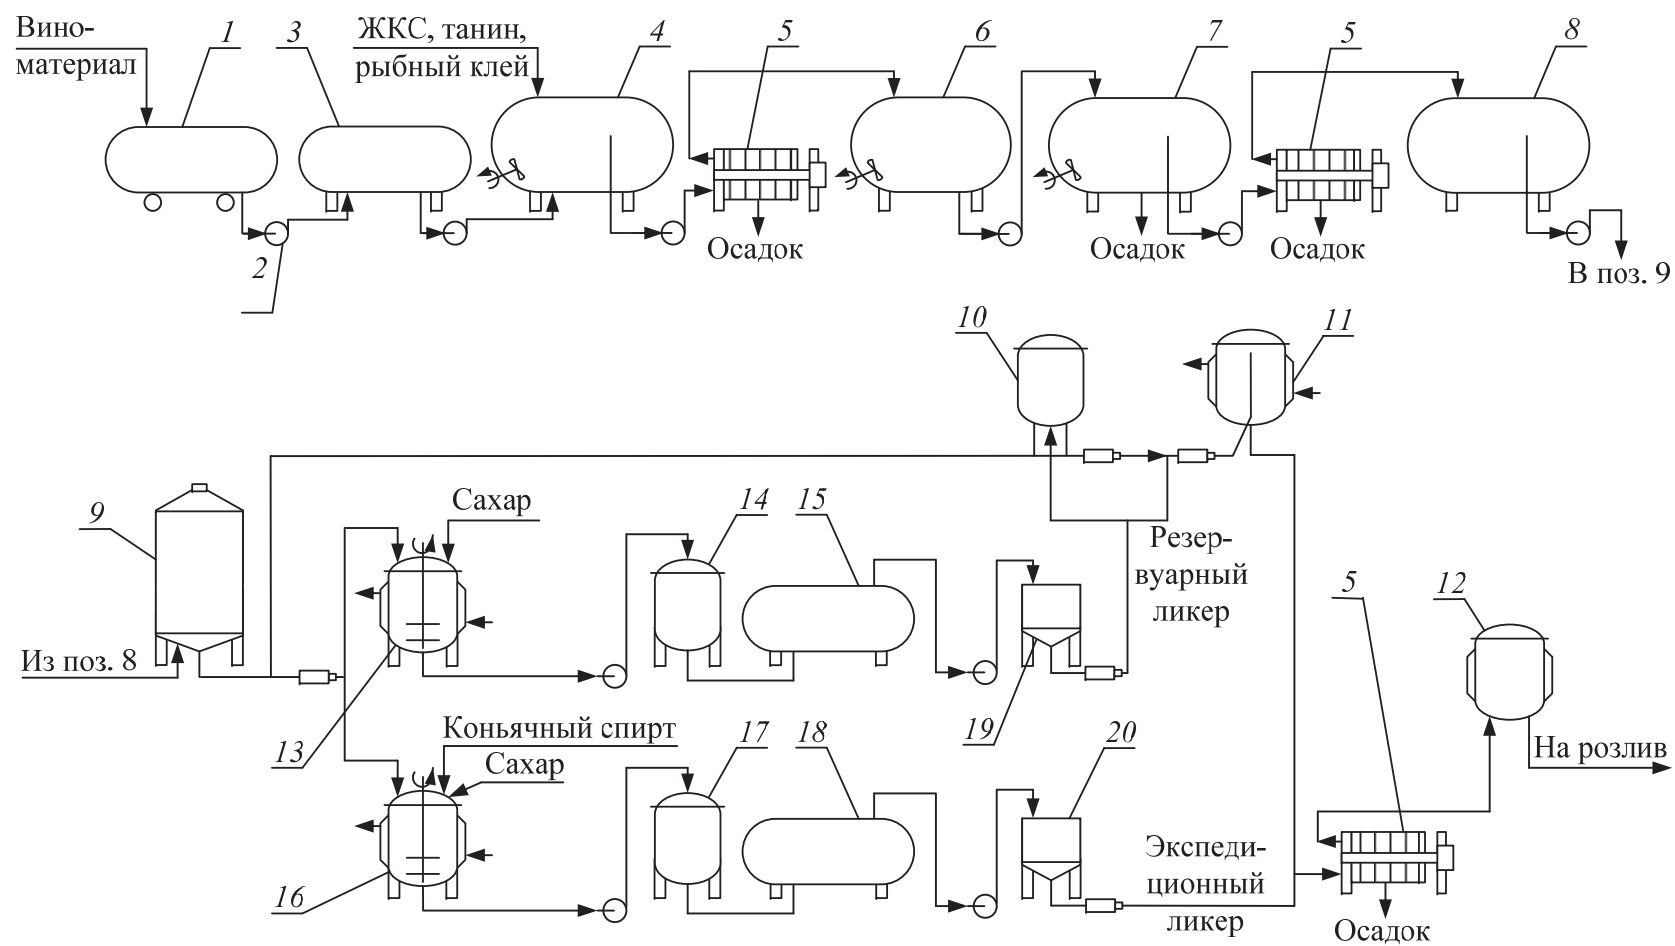 Вино-
материал
1
3
ЖКС, танин,
рыбный клей
4
5
6
7
5
8
2
Осадок
Осадок
Осадок
В поз. 9
10
11
9
Сахар
14
15
Резер-
вуарный
ликер
5
12
Из поз. 8
13
Коньячный спирт
Сахар
17
18
19
20
На розлив
16
Экспеди-
ционный
ликер
Осадок